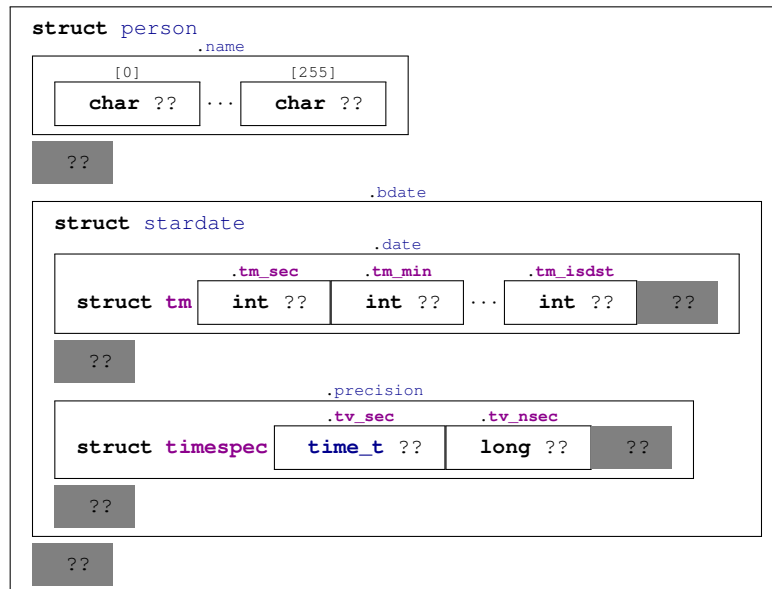 struct person
.name
[0] [255]
char ?? ··· char ??
??
.bdate
struct stardate
.date
.tm_sec .tm_min .tm_isdst
struct tm int ?? int ?? ··· int ?? ??
??
.precision
.tv_sec .tv_nsec
struct timespec time_t ?? long ?? ??
??
??